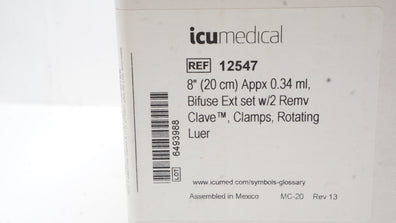 icumedical
REF 12547
8" (20 cm) Appx 0.34 ml,
Bifuse Ext set w/2 Remv
Clave™, Clamps, Rotating
Luer
6493988
LOT
www.icumed.com/symbols-glossary
Assembled in Mexico MC-20 Rev 13